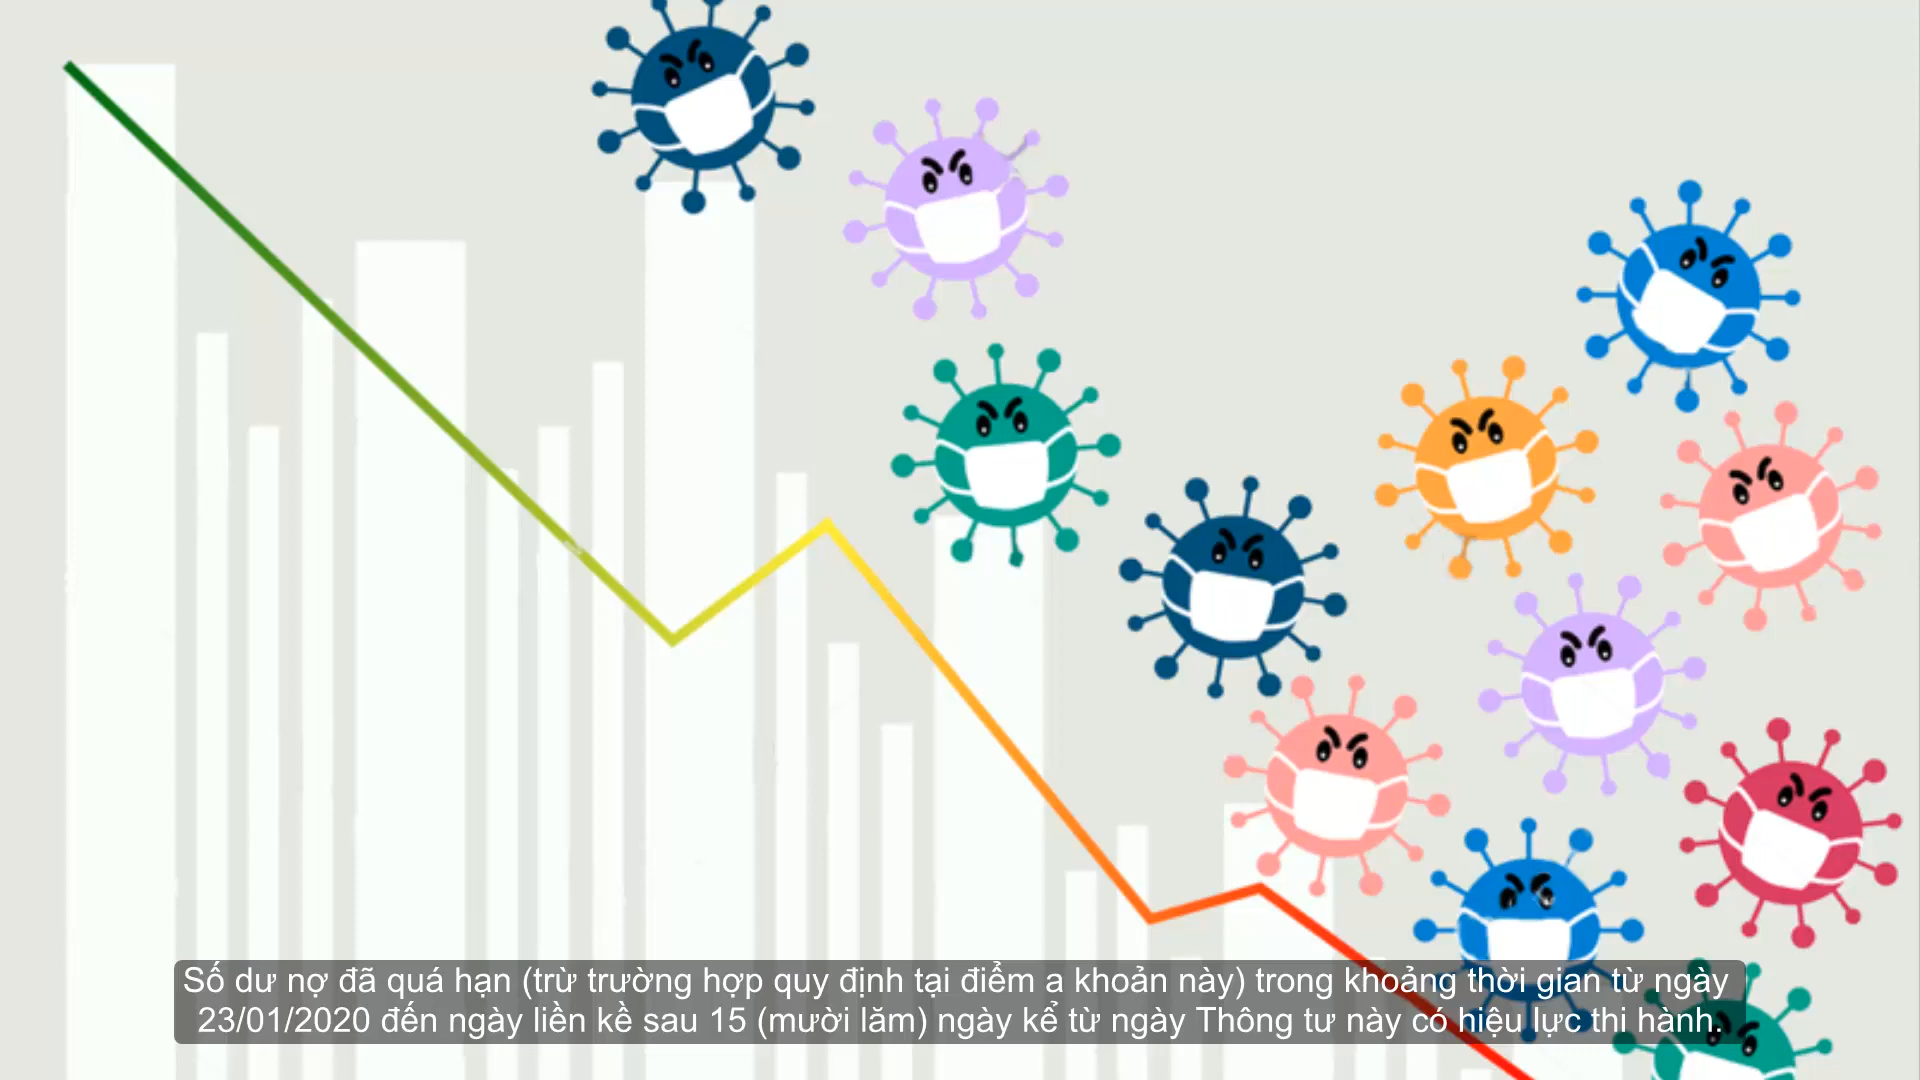 Số dư nợ đã quá hạn (trừ trường hợp quy định tại điểm a khoản này) trong khoảng thời gian từ ngày
23/01/2020 đến ngày liền kề sau 15 (mười lăm) ngày kể từ ngày Thông tư này có hiệu lực thi hành.